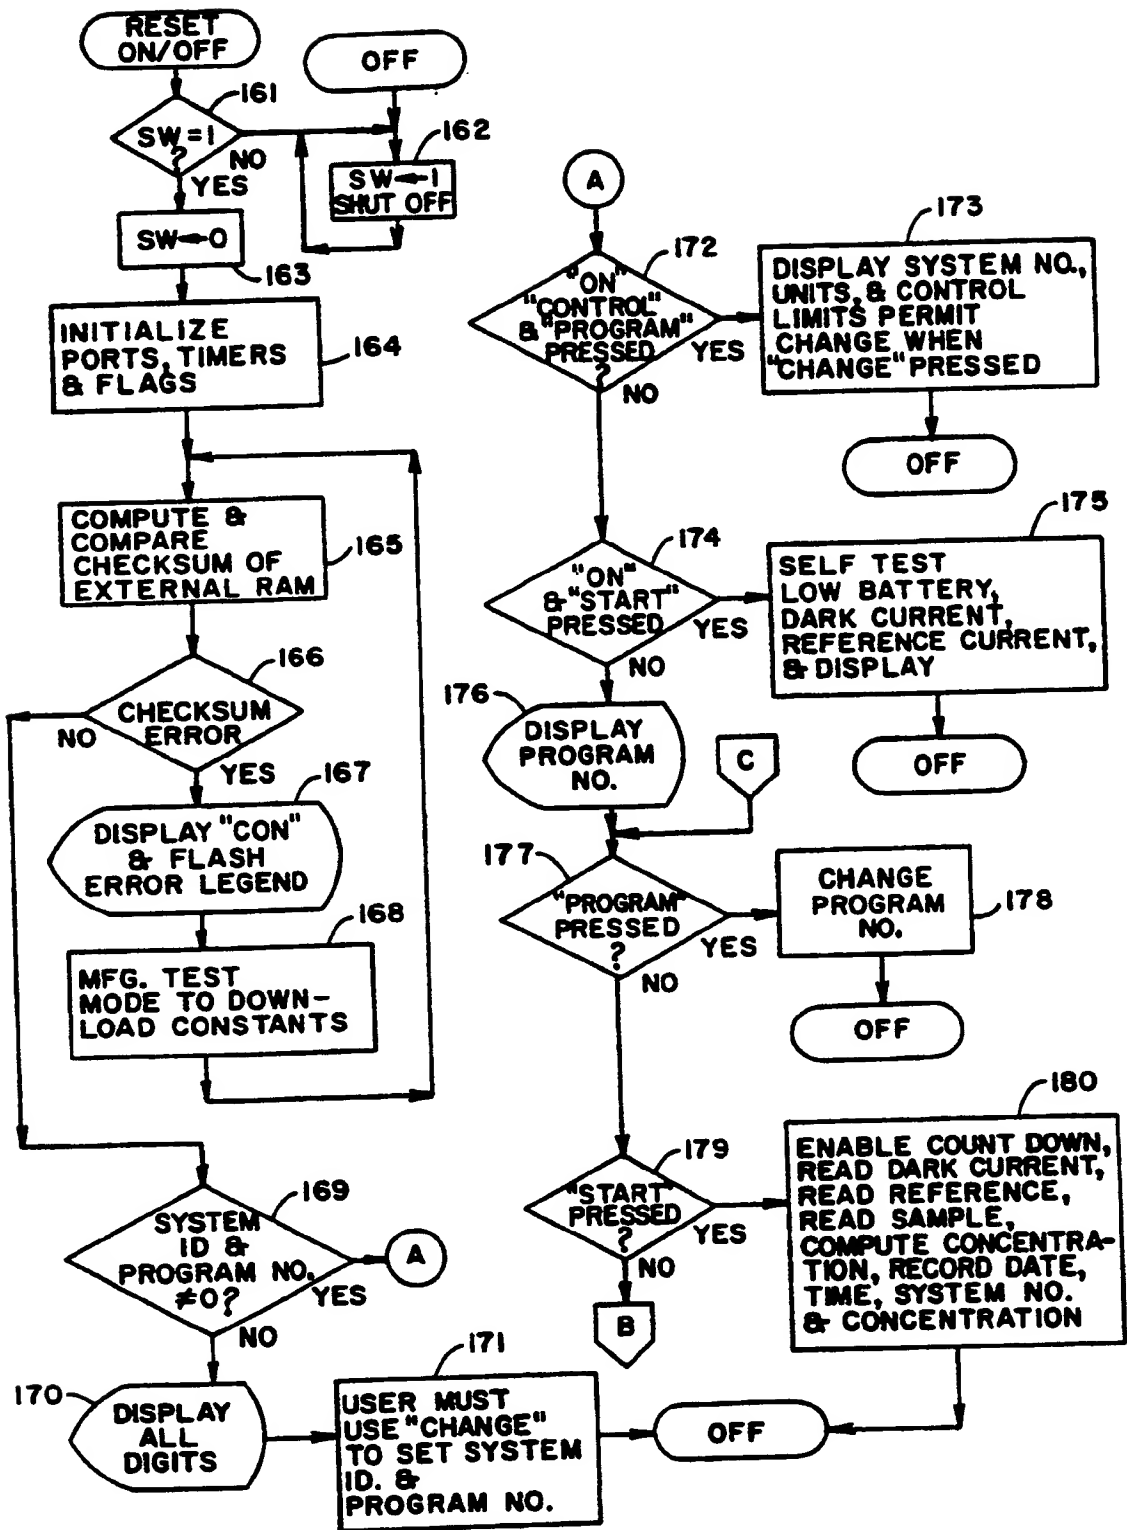 RESET
ON/OFF
OFF
161
SW=1
?
NO
YES
162
SW←1
SHUT OFF
SW←0
163
INITIALIZE
PORTS, TIMERS
& FLAGS
164
COMPUTE &
COMPARE
CHECKSUM OF
EXTERNAL RAM
165
166
CHECKSUM
ERROR
NO
YES
167
DISPLAY "CON"
& FLASH
ERROR LEGEND
168
MFG. TEST
MODE TO DOWN-
LOAD CONSTANTS
169
SYSTEM
ID &
PROGRAM NO.
≠0?
YES
A
NO
170
DISPLAY
ALL
DIGITS
171
USER MUST
USE "CHANGE"
TO SET SYSTEM
ID. &
PROGRAM NO.
OFF
A
172
"ON"
"CONTROL"
& "PROGRAM"
PRESSED
?
YES
NO
173
DISPLAY SYSTEM NO.,
UNITS, & CONTROL
LIMITS PERMIT
CHANGE WHEN
"CHANGE" PRESSED
OFF
174
"ON"
& "START"
PRESSED
YES
NO
175
SELF TEST
LOW BATTERY,
DARK CURRENT,
REFERENCE CURRENT,
& DISPLAY
OFF
176
DISPLAY
PROGRAM
NO.
C
177
"PROGRAM"
PRESSED
?
YES
NO
CHANGE
PROGRAM
NO.
178
OFF
179
"START"
PRESSED
?
YES
NO
B
180
ENABLE COUNT DOWN,
READ DARK CURRENT,
READ REFERENCE,
READ SAMPLE,
COMPUTE CONCENTRA-
TION, RECORD DATE,
TIME, SYSTEM NO.
& CONCENTRATION